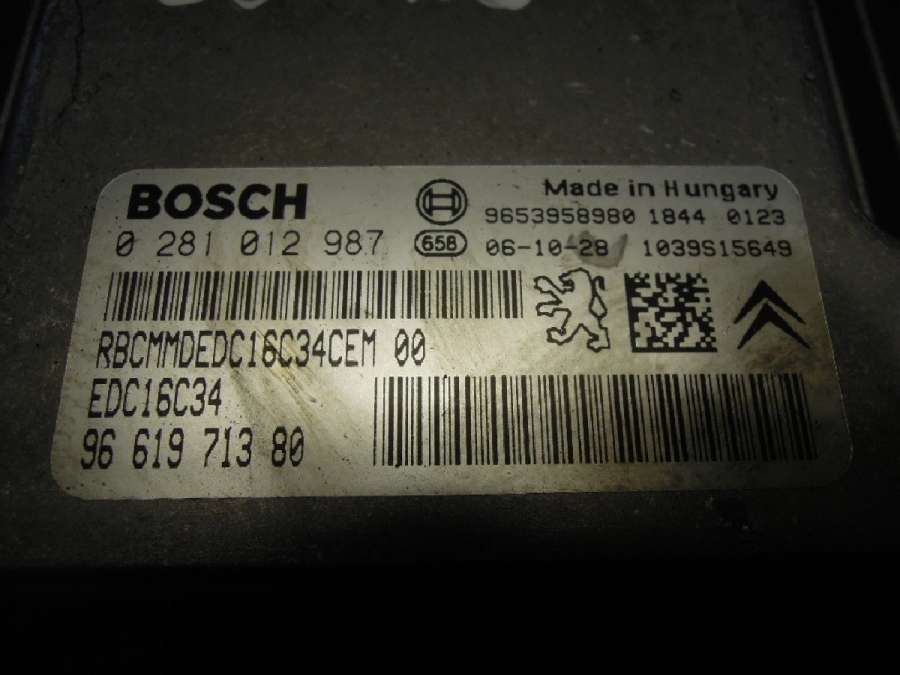 BOSCH
Made in Hungary
9653958980 1844 0123
0 281 012 987
658
06-10-28 1039S15649
RBCMMDEDC16C34CEM 00
EDC16C34
96 619 713 80